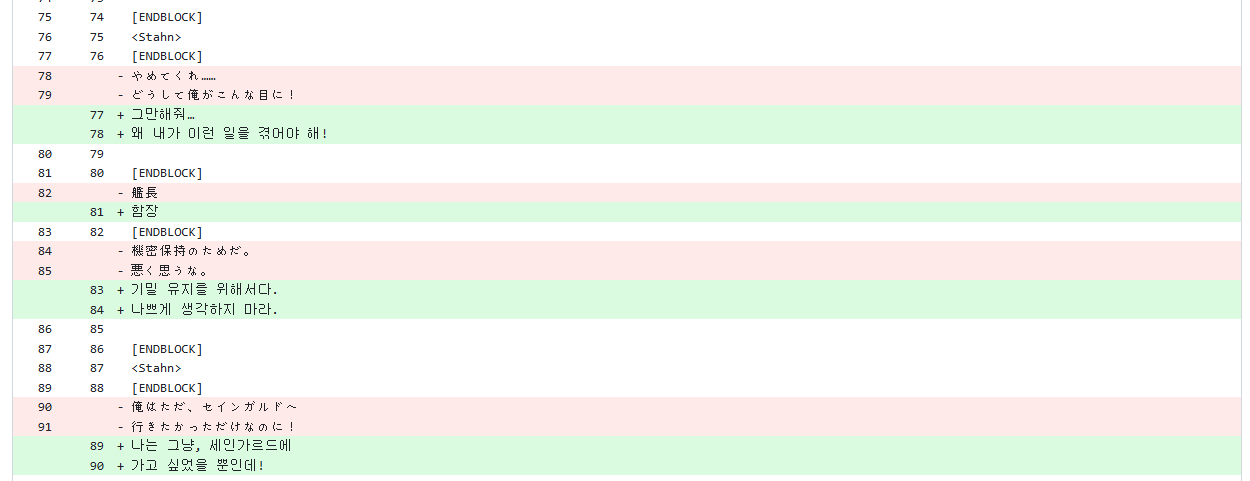 75 74 [ENDBLOCK]
76 75 <Stahn>
77 76 [ENDBLOCK]
78 - やめてくれ……
79 - どうして俺がこんな目に！
77 + 그만해줘…
78 + 왜 내가 이런 일을 겪어야 해!
80 79
81 80 [ENDBLOCK]
82 - 艦長
81 + 함장
83 82 [ENDBLOCK]
84 - 機密保持のためだ。
85 - 悪く思うな。
83 + 기밀 유지를 위해서다.
84 + 나쁘게 생각하지 마라.
86 85
87 86 [ENDBLOCK]
88 87 <Stahn>
89 88 [ENDBLOCK]
90 - 俺はただ、セインガルドへ
91 - 行きたかっただけなのに！
89 + 나는 그냥, 세인가르드에
90 + 가고 싶었을 뿐인데!